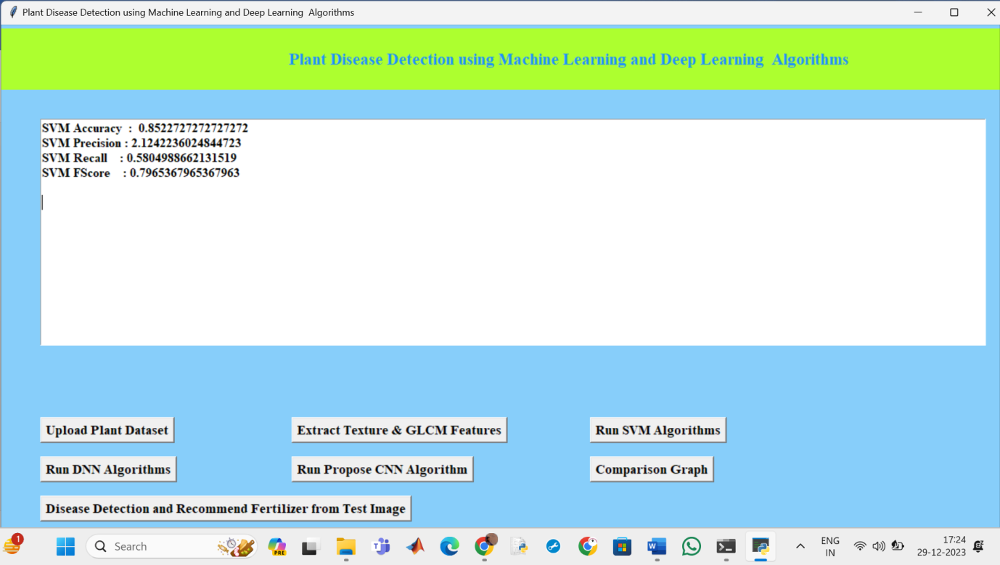 Plant Disease Detection using Machine Learning and Deep Learning  Algorithms
Plant Disease Detection using Machine Learning and Deep Learning  Algorithms
SVM Accuracy  :  0.8522727272727272
SVM Precision : 2.1242236024844723
SVM Recall    : 0.5804988662131519
SVM FScore    : 0.7965367965367963
Upload Plant Dataset
Extract Texture & GLCM Features
Run SVM Algorithms
Run DNN Algorithms
Run Propose CNN Algorithm
Comparison Graph
Disease Detection and Recommend Fertilizer from Test Image
1
Search
PRE
T
W
ENG
IN
17:24
29-12-2023